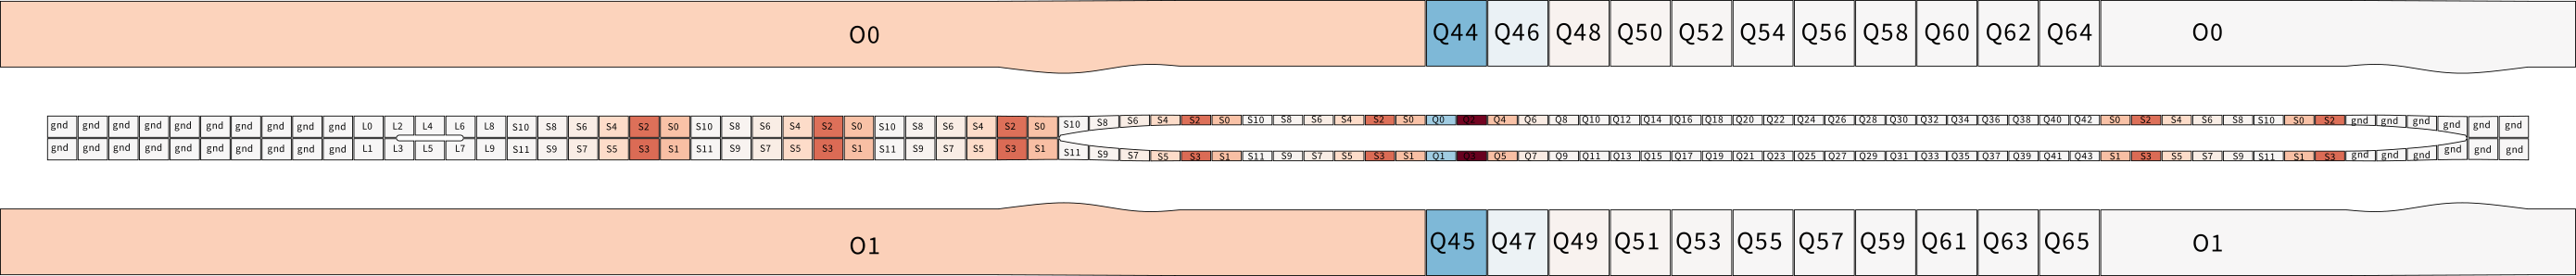 O0 Q44 Q46 Q48 Q50 Q52 Q54 Q56 Q58 Q60 Q62 Q64 O0
gnd gnd gnd gnd gnd gnd gnd gnd gnd gnd L0 L2 L4 L6 L8 S10 S8 S6 S4 S2 S0 S10 S8 S6 S4 S2 S0 S10 S8 S6 S4 S2 S0 S10 S8 S6 S4 S2 S0 S10 S8 S6 S4 S2 S0 Q0 Q2 Q4 Q6 Q8 Q10 Q12 Q14 Q16 Q18 Q20 Q22 Q24 Q26 Q28 Q30 Q32 Q34 Q36 Q38 Q40 Q42 S0 S2 S4 S6 S8 S10 S0 S2 gnd gnd gnd gnd gnd gnd
gnd gnd gnd gnd gnd gnd gnd gnd gnd gnd L1 L3 L5 L7 L9 S11 S9 S7 S5 S3 S1 S11 S9 S7 S5 S3 S1 S11 S9 S7 S5 S3 S1 S11 S9 S7 S5 S3 S1 S11 S9 S7 S5 S3 S1 Q1 Q3 Q5 Q7 Q9 Q11 Q13 Q15 Q17 Q19 Q21 Q23 Q25 Q27 Q29 Q31 Q33 Q35 Q37 Q39 Q41 Q43 S1 S3 S5 S7 S9 S11 S1 S3 gnd gnd gnd gnd gnd gnd
O1 Q45 Q47 Q49 Q51 Q53 Q55 Q57 Q59 Q61 Q63 Q65 O1